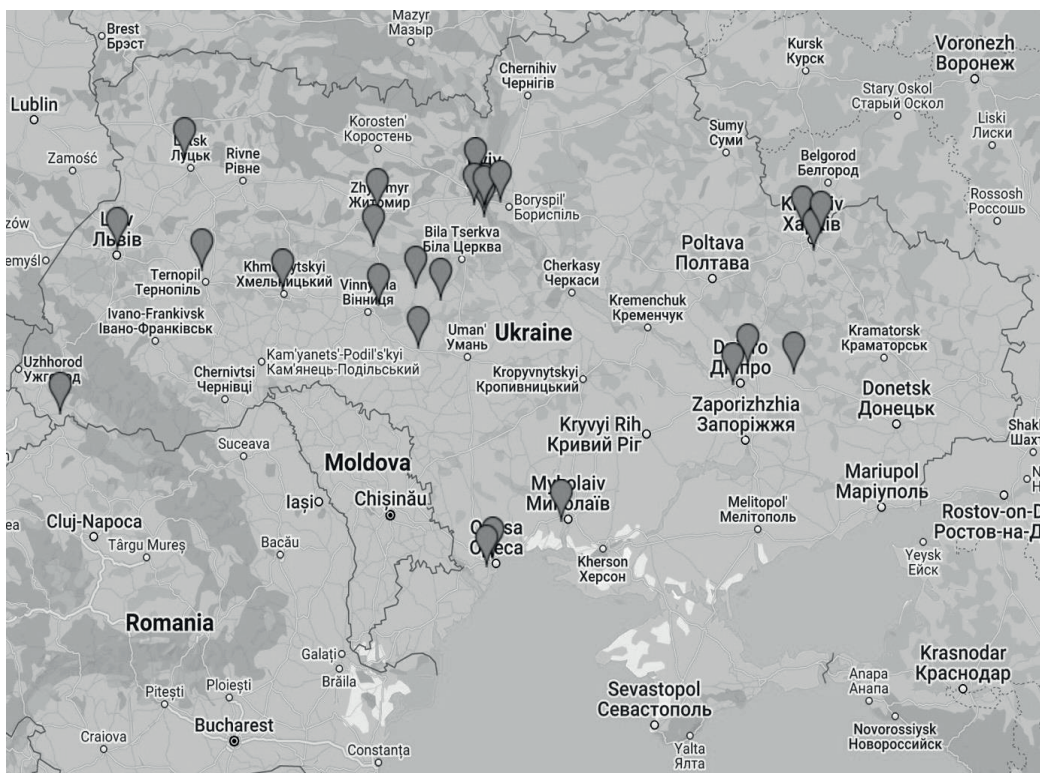 Mazyr
Мазыр
Brest
Брэст
Kursk
Курск
Voronezh
Воронеж
Chernihiv
Чернігів
Stary Oskol
Старый Оскол
Lublin
Korosten'
Коростень
Liski
Лиски
Sumy
Суми
Zamość
Луцьк
Rivne
Рівне
Belgorod
Белгород
Житомир
Boryspil'
Бориспіль
Rossosh
Россошь
Львів
Bila Tserkva
Біла Церква
Poltava
Полтава
Ternopil
Тернопіль
Cherkasy
Черкаси
Вінниця
Kremenchuk
Кременчук
Ivano-Frankivsk
Івано-Франківськ
Uman'
Умань
Ukraine
Kramatorsk
Краматорськ
Uzhhorod
Kam'yanets'-Podil's'kyi
Кам'янець-Подільський
Chernivtsi
Чернівці
Kropyvnytskyi
Кропивницький
Donetsk
Донецьк
Zaporizhzhia
Запоріжжя
Kryvyi Rih
Кривий Ріг
Suceava
Moldova
Mariupol
Маріуполь
Iași
Chișinău
Melitopol'
Мелітополь
Cluj-Napoca
Târgu Mureș
Bacău
Kherson
Херсон
Yeysk
Ейск
Romania
Galați
Brăila
Krasnodar
Краснодар
Pitești
Ploiești
Sevastopol
Севастополь
Anapa
Анапа
Bucharest
Craiova
Constanța
Yalta
Ялта
Novorossiysk
Новороссийск